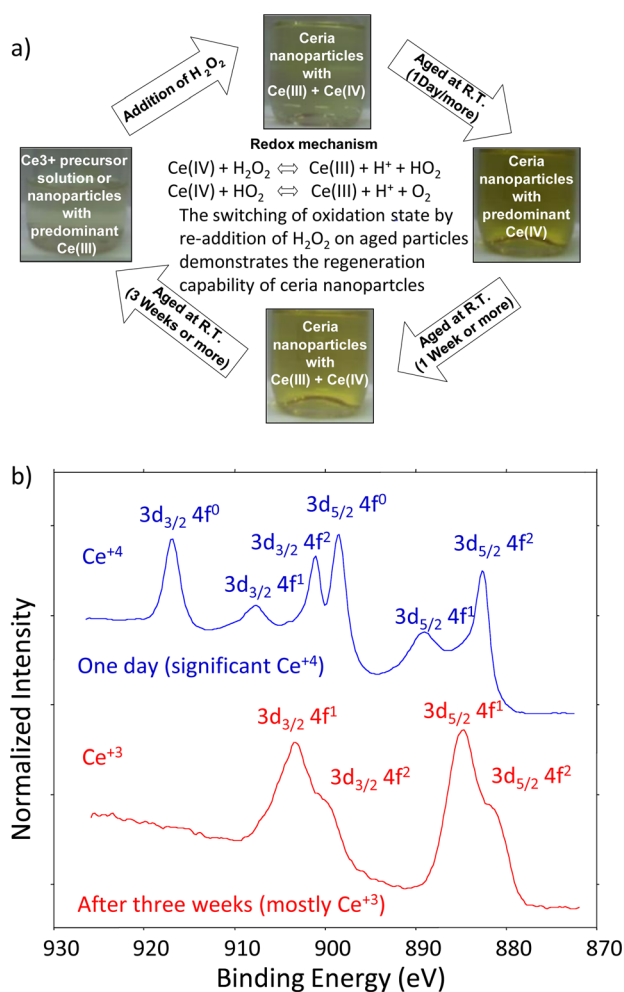 a)
Addition of H₂O₂
Ceria
nanoparticles
with
Ce(III) + Ce(IV)
Aged at R.T.
(1Day/more)
Ce3+ precursor
solution or
nanoparticles
with
predominant
Ce(III)
Redox mechanism
Ce(IV) + H₂O₂ ⇔ Ce(III) + H⁺ + HO₂
Ce(IV) + HO₂ ⇔ Ce(III) + H⁺ + O₂
The switching of oxidation state by
re-addition of H₂O₂ on aged particles
demonstrates the regeneration
capability of ceria nanopartcles
Ceria
nanoparticles
with
predominant
Ce(IV)
Aged at R.T.
(3 Weeks or more)
Ceria
nanoparticles
with
Ce(III) + Ce(IV)
Aged at R.T.
(1 Week or more)
b)
3d₃/₂ 4f⁰
3d₃/₂ 4f¹
3d₃/₂ 4f²
3d₅/₂ 4f⁰
3d₅/₂ 4f¹
3d₅/₂ 4f²
Ce⁺⁴
One day (significant Ce⁺⁴)
3d₃/₂ 4f¹
3d₃/₂ 4f²
3d₅/₂ 4f¹
3d₅/₂ 4f²
Ce⁺³
After three weeks (mostly Ce⁺³)
Normalized Intensity
930 920 910 900 890 880 870
Binding Energy (eV)